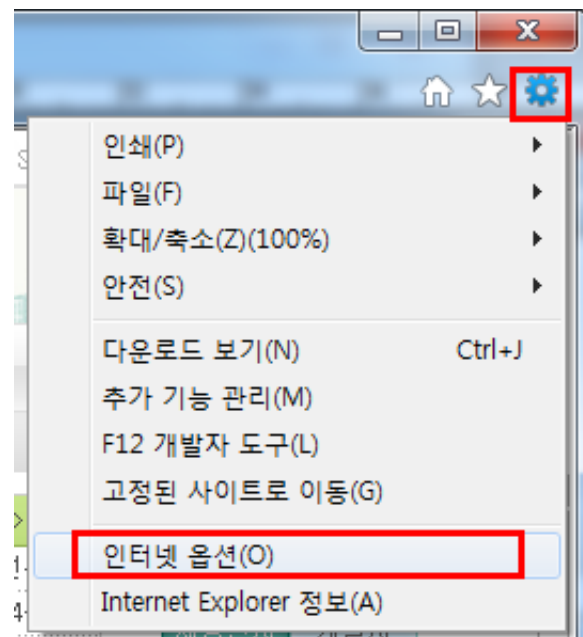 인쇄(P)
파일(F)
확대/축소(Z)(100%)
안전(S)
다운로드 보기(N) Ctrl+J
추가 기능 관리(M)
F12 개발자 도구(L)
고정된 사이트로 이동(G)
인터넷 옵션(O)
Internet Explorer 정보(A)